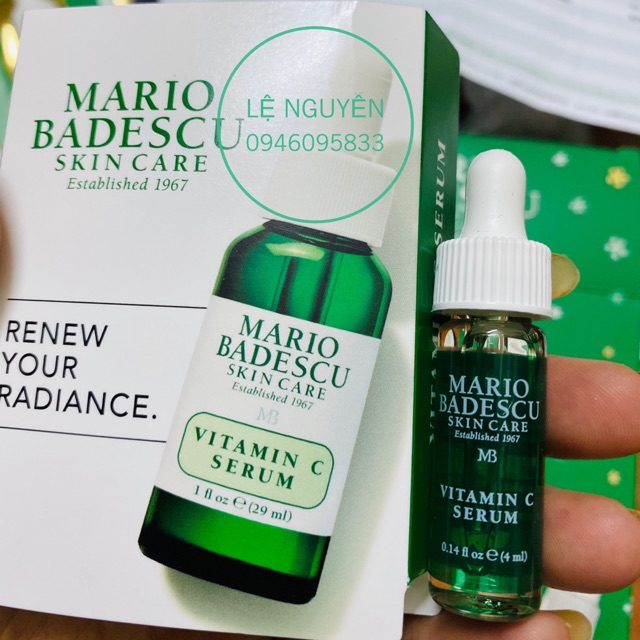 MARIO
BADESCU
SKIN CARE
Established 1967
LỆ NGUYỄN
0946095833
RENEW
YOUR
RADIANCE.
MARIO
BADESCU
SKIN CARE
Established 1967
MB
VITAMIN C
SERUM
1 fl oz e (29 ml)
SERUM
MARIO
BADESCU
SKIN CARE
Established 1967
MB
VITAMIN C
SERUM
0.14 fl oz e (4 ml)